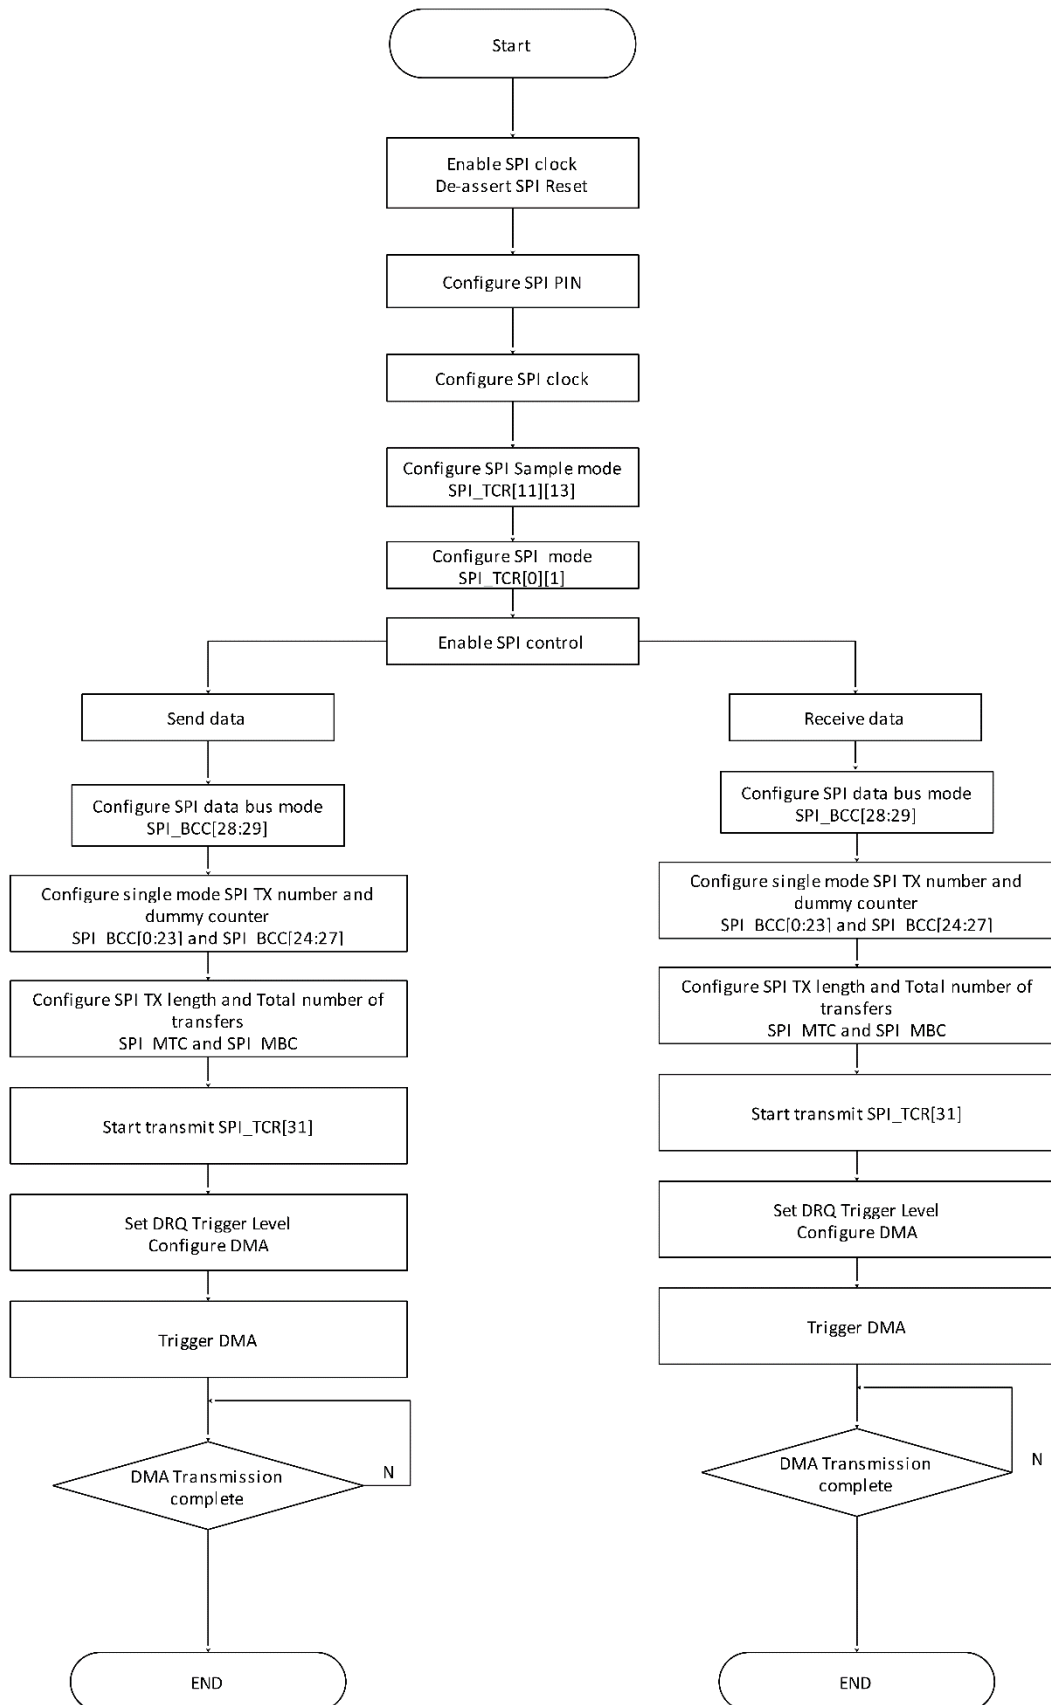 Start
Enable SPI clock
De-assert SPI Reset
Configure SPI PIN
Configure SPI clock
Configure SPI Sample mode
SPI_TCR[11][13]
Configure SPI mode
SPI_TCR[0][1]
Enable SPI control
Send data
Configure SPI data bus mode
SPI_BCC[28:29]
Configure single mode SPI TX number and
dummy counter
SPI_BCC[0:23] and SPI_BCC[24:27]
Configure SPI TX length and Total number of
transfers
SPI_MTC and SPI_MBC
Start transmit SPI_TCR[31]
Set DRQ Trigger Level
Configure DMA
Trigger DMA
DMA Transmission
complete
N
END
Receive data
Configure SPI data bus mode
SPI_BCC[28:29]
Configure single mode SPI TX number and
dummy counter
SPI_BCC[0:23] and SPI_BCC[24:27]
Configure SPI TX length and Total number of
transfers
SPI_MTC and SPI_MBC
Start transmit SPI_TCR[31]
Set DRQ Trigger Level
Configure DMA
Trigger DMA
DMA Transmission
complete
N
END